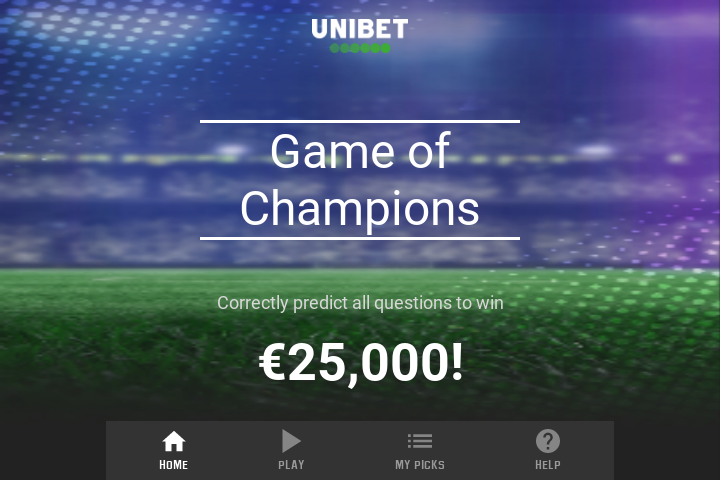 UNIBET
Game of
Champions
Correctly predict all questions to win
€25,000!
HOME
PLAY
MY PICKS
HELP